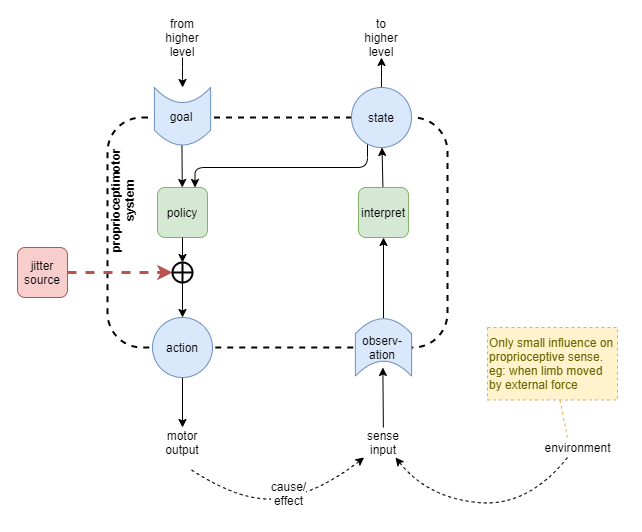 from
higher
level
to
higher
level
goal
state
proprioceptimotor
system
policy
interpret
jitter
source
action
observ-
ation
Only small influence on
proprioceptive sense.
eg: when limb moved
by external force
motor
output
sense
input
environment
cause/
effect